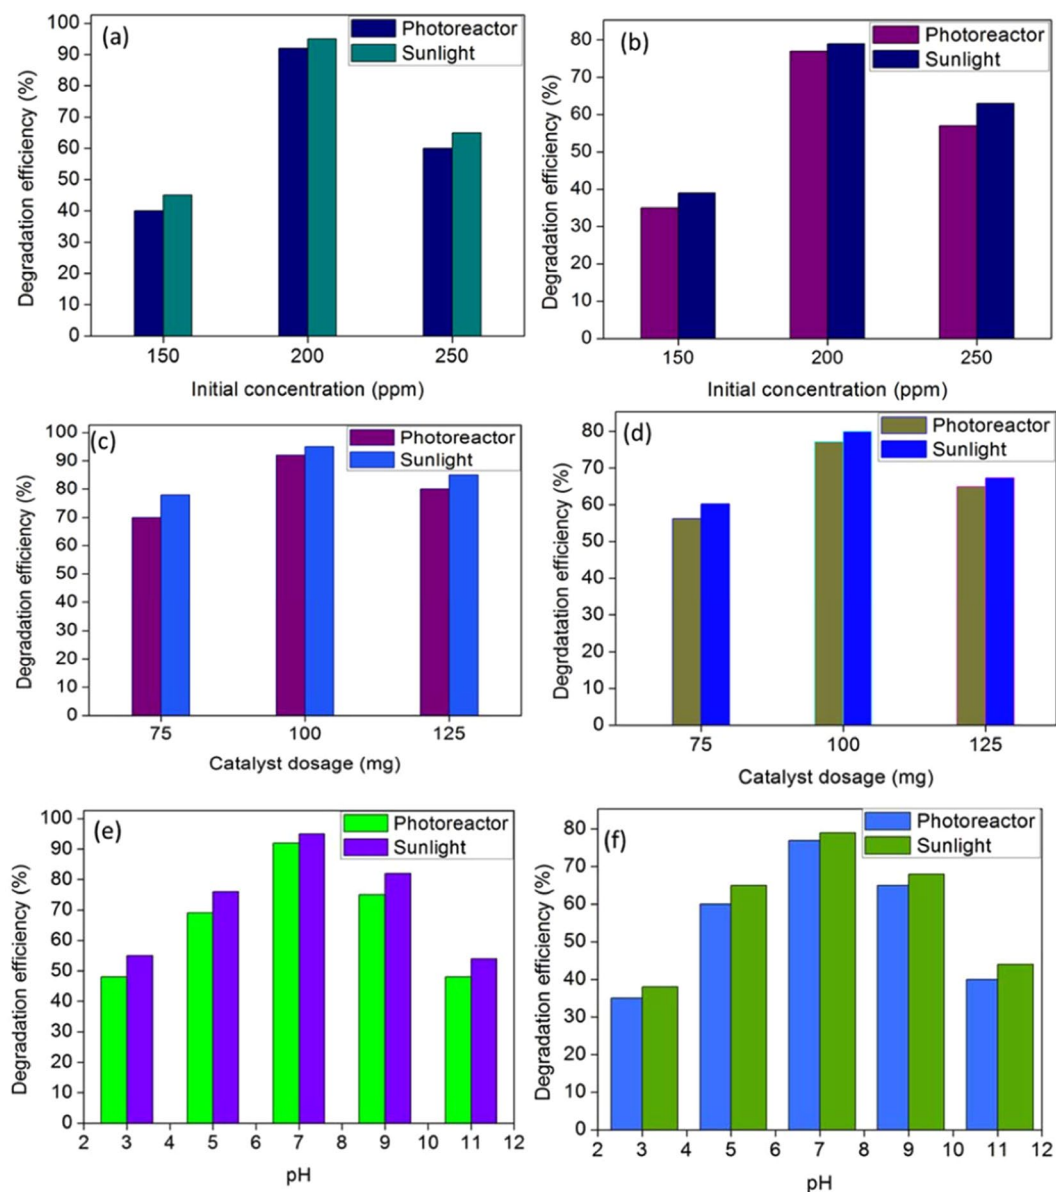 (a)
Photoreactor
Sunlight
Degradation efficiency (%)
100
90
80
70
60
50
40
30
20
10
0
150 200 250
Initial concentration (ppm)
(b)
Photoreactor
Sunlight
Degradation efficiency (%)
80
70
60
50
40
30
20
10
0
150 200 250
Initial concentration (ppm)
(c)
Photoreactor
Sunlight
Degradation efficiency (%)
100
90
80
70
60
50
40
30
20
10
0
75 100 125
Catalyst dosage (mg)
(d)
Photoreactor
Sunlight
Degrdatation efficiency (%)
80
70
60
50
40
30
20
10
0
75 100 125
Catalyst dosage (mg)
(e)
Photoreactor
Sunlight
Degradation efficiency (%)
100
90
80
70
60
50
40
30
20
10
0
2 3 4 5 6 7 8 9 10 11 12
pH
(f)
Photoreactor
Sunlight
Degradation efficiency (%)
80
70
60
50
40
30
20
10
0
2 3 4 5 6 7 8 9 10 11 12
pH